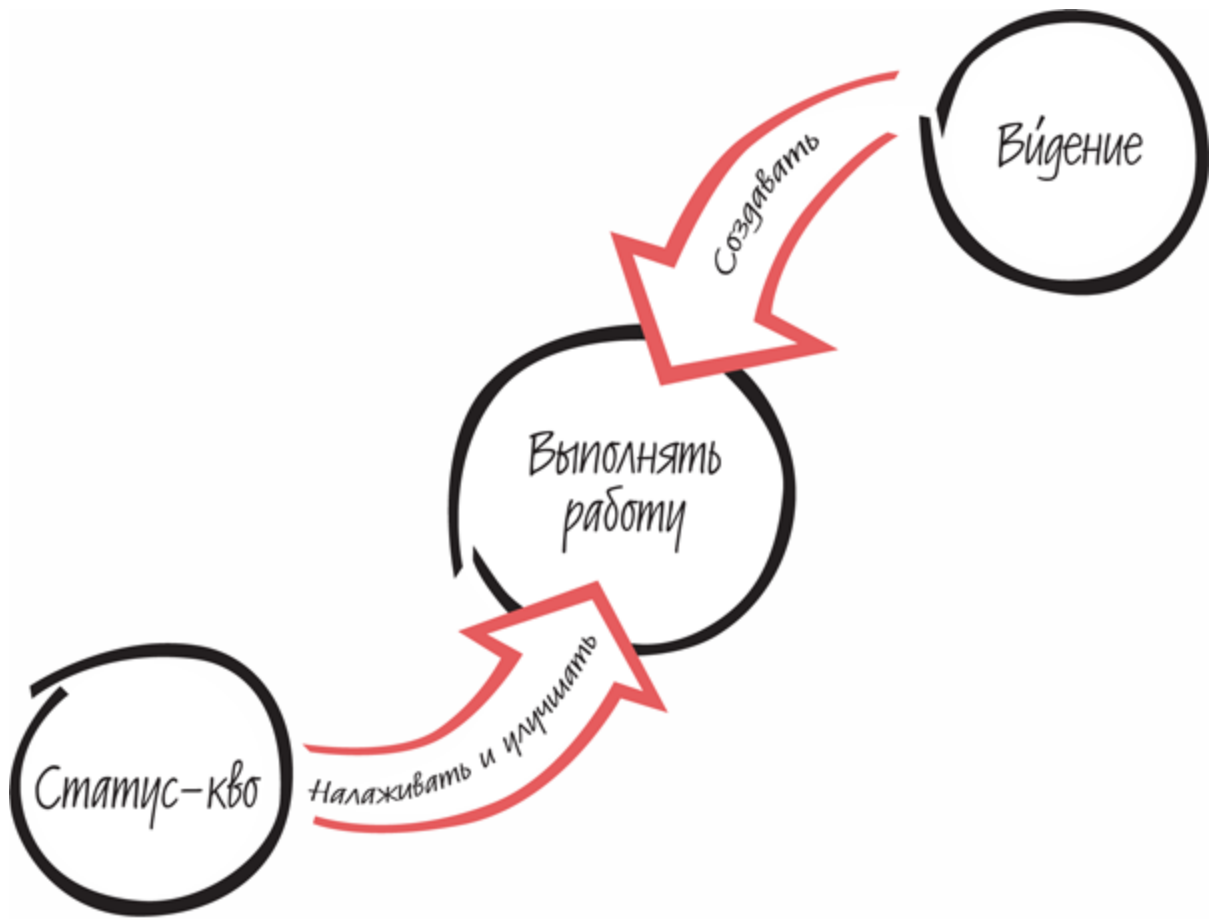 Ви́дение
Создавать
Выполнять
работу
Налаживать и улучшать
Статус-кво